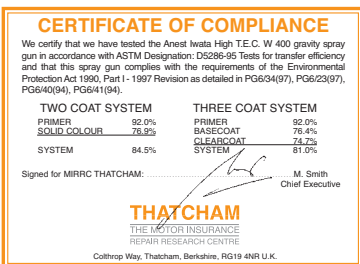 CERTIFICATE OF COMPLIANCE
We certify that we have tested the Anest Iwata High T.E.C. W 400 gravity spray
gun in accordance with ASTM Designation: D5286-95 Tests for transfer efficiency
and that this spray gun complies with the requirements of the Environmental
Protection Act 1990, Part I - 1997 Revision as detailed in PG6/34(97), PG6/23(97),
PG6/40(94), PG6/41(94).
TWO COAT SYSTEM
PRIMER 92.0%
SOLID COLOUR 76.9%
SYSTEM 84.5%
THREE COAT SYSTEM
PRIMER 92.0%
BASECOAT 76.4%
CLEARCOAT 74.7%
SYSTEM 81.0%
Signed for MIRRC THATCHAM: M. Smith
Chief Executive
THATCHAM
THE MOTOR INSURANCE
REPAIR RESEARCH CENTRE
Colthrop Way, Thatcham, Berkshire, RG19 4NR U.K.